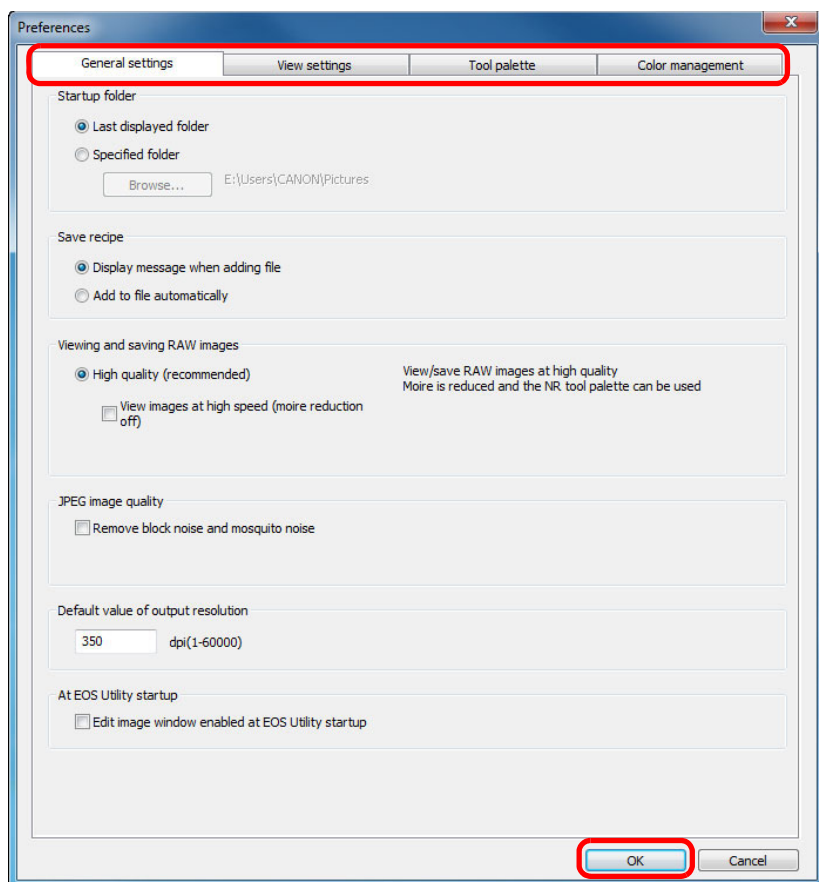 Preferences
General settings
View settings
Tool palette
Color management
Startup folder
Last displayed folder
Specified folder
Browse...
E:\Users\CANON\Pictures
Save recipe
Display message when adding file
Add to file automatically
Viewing and saving RAW images
High quality (recommended)
View/save RAW images at high quality
Moire is reduced and the NR tool palette can be used
View images at high speed (moire reduction
off)
JPEG image quality
Remove block noise and mosquito noise
Default value of output resolution
350 dpi(1-60000)
At EOS Utility startup
Edit image window enabled at EOS Utility startup
OK
Cancel